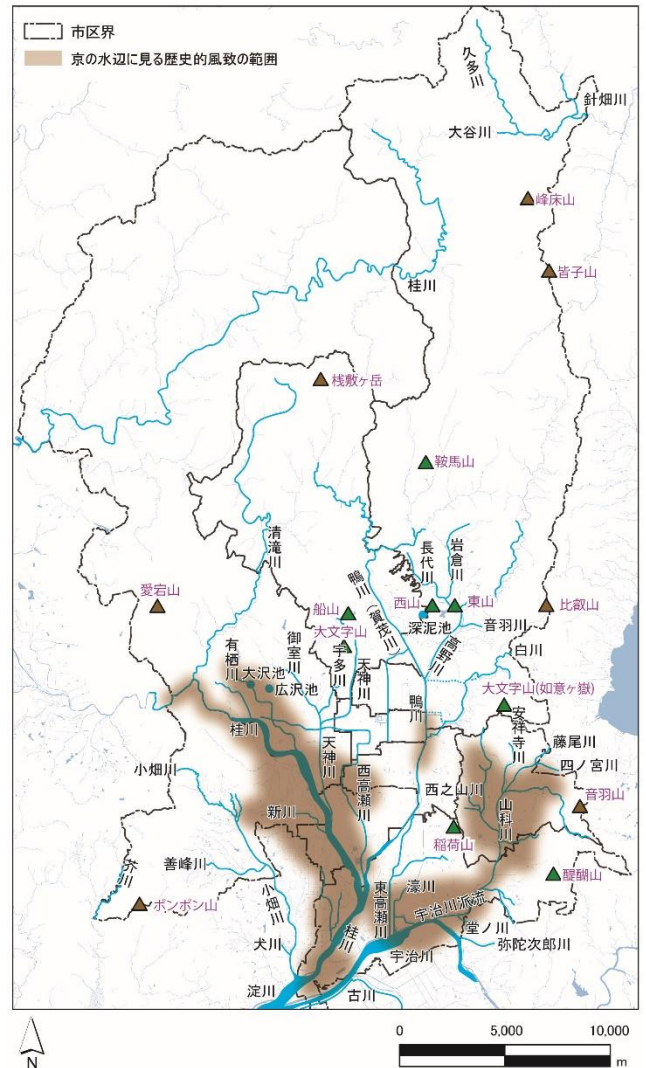 市区界
京の水辺に見る歴史的風致の範囲
久多川
針畑川
大谷川
峰床山
皆子山
桂川
桟敷ヶ岳
鞍馬山
清滝川
長代川
岩倉川
鴨川(賀茂川)
愛宕山
船山
西山
東山
比叡山
深泥池
音羽川
大文字山
御室川
宇多川
天神川
高野川
白川
有栖川
大沢池
広沢池
鴨川
大文字山(如意ヶ嶽)
安祥寺川
桂川
天神川
西高瀬川
藤尾川
四ノ宮川
小畑川
西之山川
山科川
音羽山
新川
稲荷山
芥川
善峰川
小畑川
濠川
醍醐山
ポンポン山
東高瀬川
宇治川派流
堂ノ川
犬川
桂川
宇治川
弥陀次郎川
淀川
古川
N
0 5,000 10,000
m